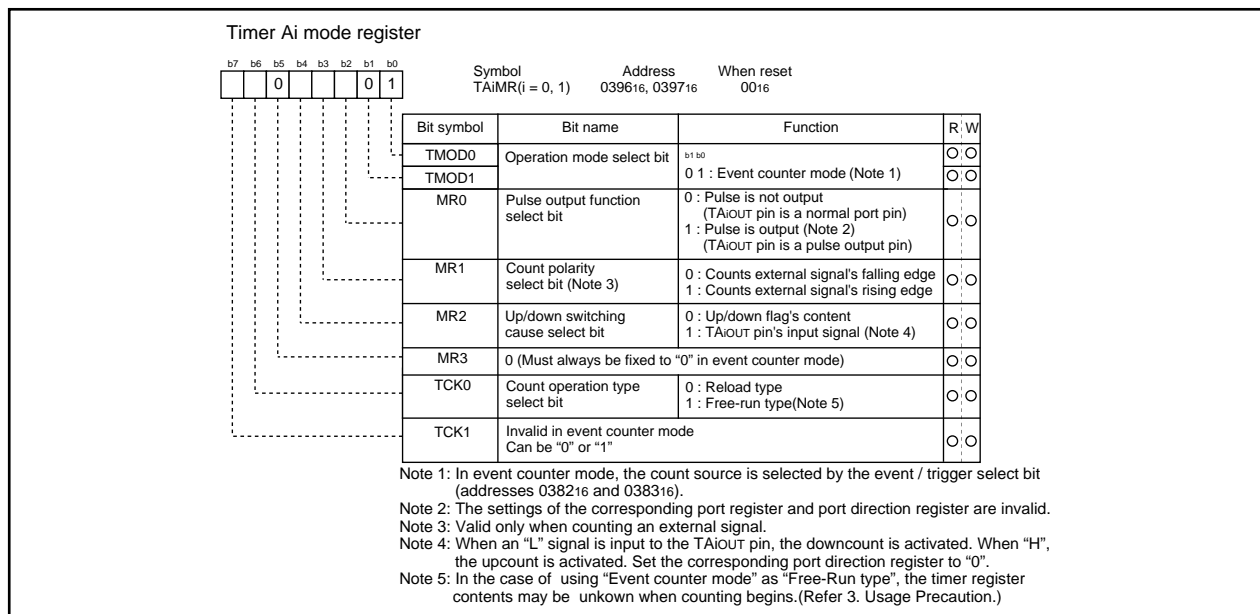 Timer Ai mode register
b7 b6 b5 b4 b3 b2 b1 b0
0 0 1
Symbol Address When reset
TAiMR(i = 0, 1) 039616, 039716 0016
Bit symbol Bit name Function R W
TMOD0 Operation mode select bit b1 b0
0 1 : Event counter mode (Note 1)
TMOD1
MR0 Pulse output function select bit 0 : Pulse is not output
(TAiOUT pin is a normal port pin)
1 : Pulse is output (Note 2)
(TAiOUT pin is a pulse output pin)
MR1 Count polarity
select bit (Note 3) 0 : Counts external signal's falling edge
1 : Counts external signal's rising edge
MR2 Up/down switching
cause select bit 0 : Up/down flag's content
1 : TAiOUT pin's input signal (Note 4)
MR3 0 (Must always be fixed to “0” in event counter mode)
TCK0 Count operation type
select bit 0 : Reload type
1 : Free-run type(Note 5)
TCK1 Invalid in event counter mode
Can be “0” or “1”
Note 1: In event counter mode, the count source is selected by the event / trigger select bit
(addresses 038216 and 038316).
Note 2: The settings of the corresponding port register and port direction register are invalid.
Note 3: Valid only when counting an external signal.
Note 4: When an “L” signal is input to the TAiOUT pin, the downcount is activated. When “H”,
the upcount is activated. Set the corresponding port direction register to “0”.
Note 5: In the case of using “Event counter mode” as “Free-Run type”, the timer register
contents may be unkown when counting begins.(Refer 3. Usage Precaution.)